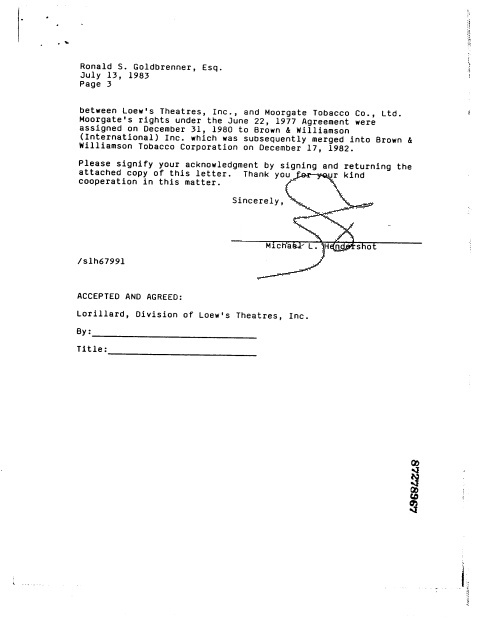 Ronald S. Goldbrenner, Esq.
July 13, 1983
Page 3
between Loew's Theatres, Inc., and Moorgate Tobacco Co., Ltd.
Moorgate's rights under the June 22, 1977 Agreement were
assigned on December 31, 1980 to Brown & Williamson
(International) Inc. which was subsequently merged into Brown &
Williamson Tobacco Corporation on December 17, 1982.
Please signify your acknowledgment by signing and returning the
attached copy of this letter. Thank you for your kind
cooperation in this matter.
Sincerely,
Michael L. Hendershot
/slh67991
ACCEPTED AND AGREED:
Lorillard, Division of Loew's Theatres, Inc.
By:
Title:
87278967